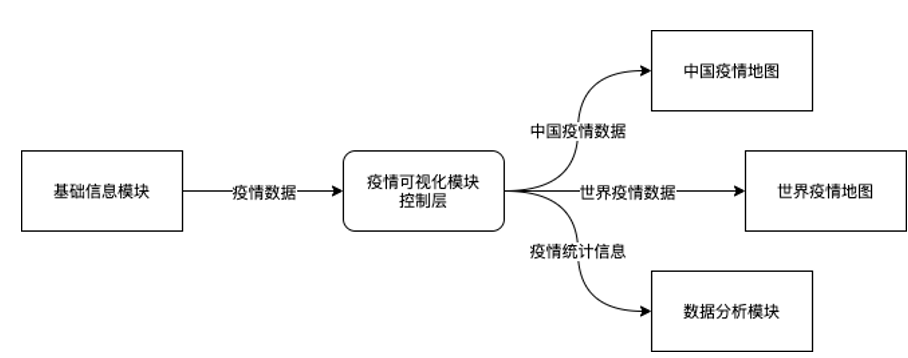 中国疫情地图
中国疫情数据
基础信息模块
疫情数据
疫情可视化模块
控制层
世界疫情数据
世界疫情地图
疫情统计信息
数据分析模块